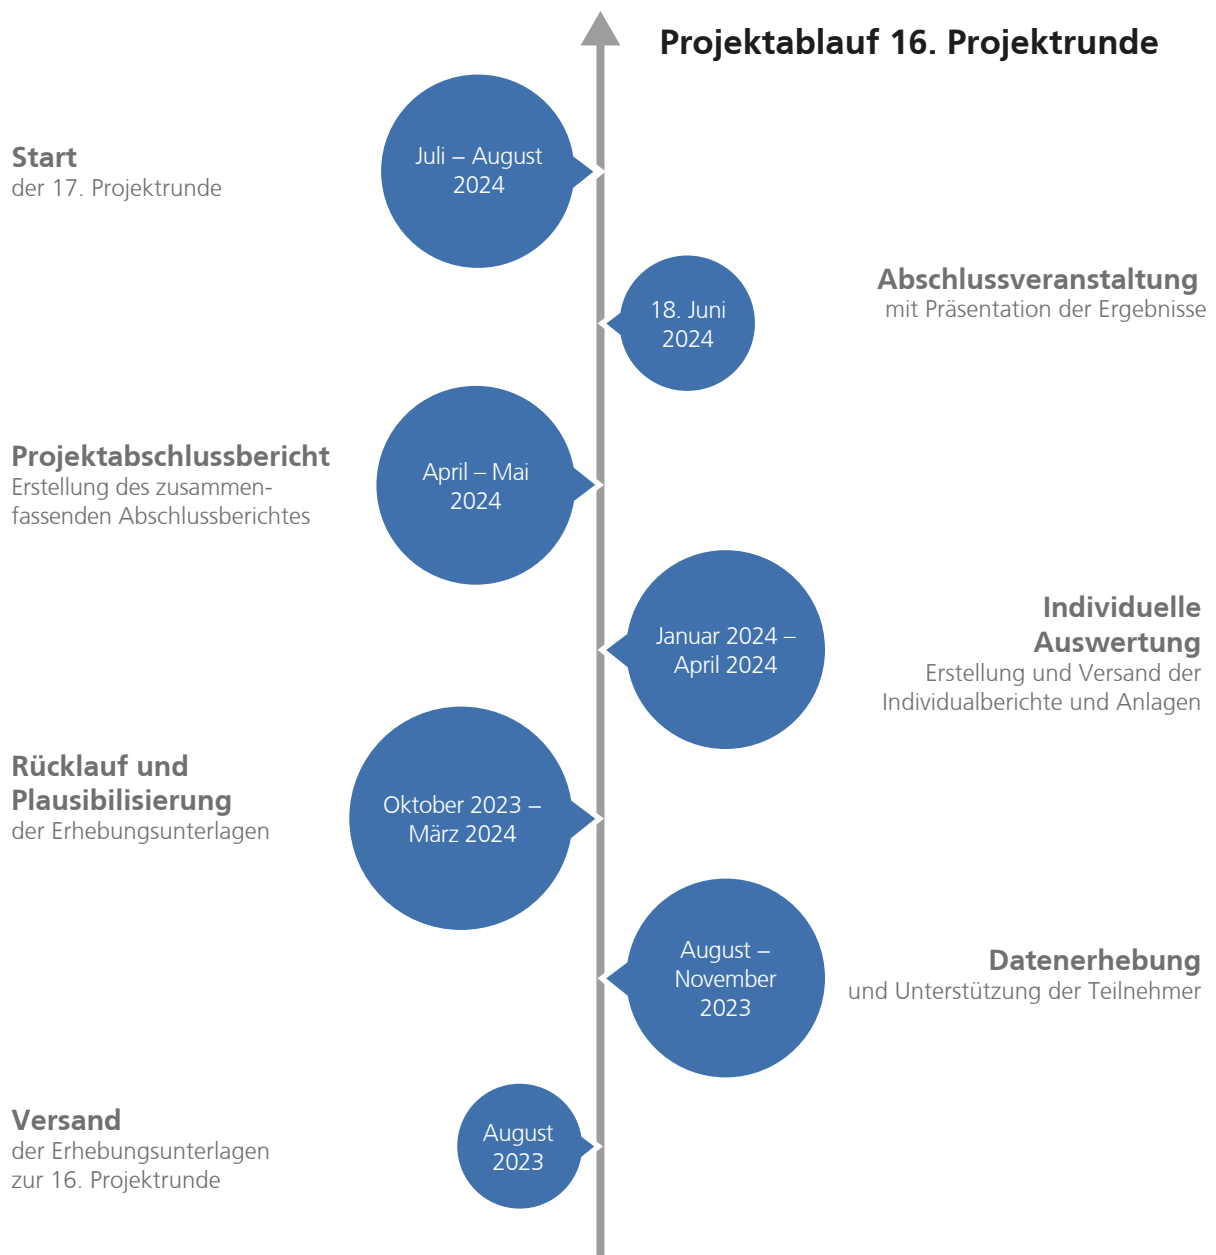 Projektablauf 16. Projektrunde
Start
der 17. Projektrunde
Juli – August
2024
18. Juni
2024
Abschlussveranstaltung
mit Präsentation der Ergebnisse
Projektabschlussbericht
Erstellung des zusammen-
fassenden Abschlussberichtes
April – Mai
2024
Januar 2024 –
April 2024
Individuelle
Auswertung
Erstellung und Versand der
Individualberichte und Anlagen
Rücklauf und
Plausibilisierung
der Erhebungsunterlagen
Oktober 2023 –
März 2024
August –
November
2023
Datenerhebung
und Unterstützung der Teilnehmer
Versand
der Erhebungsunterlagen
zur 16. Projektrunde
August
2023